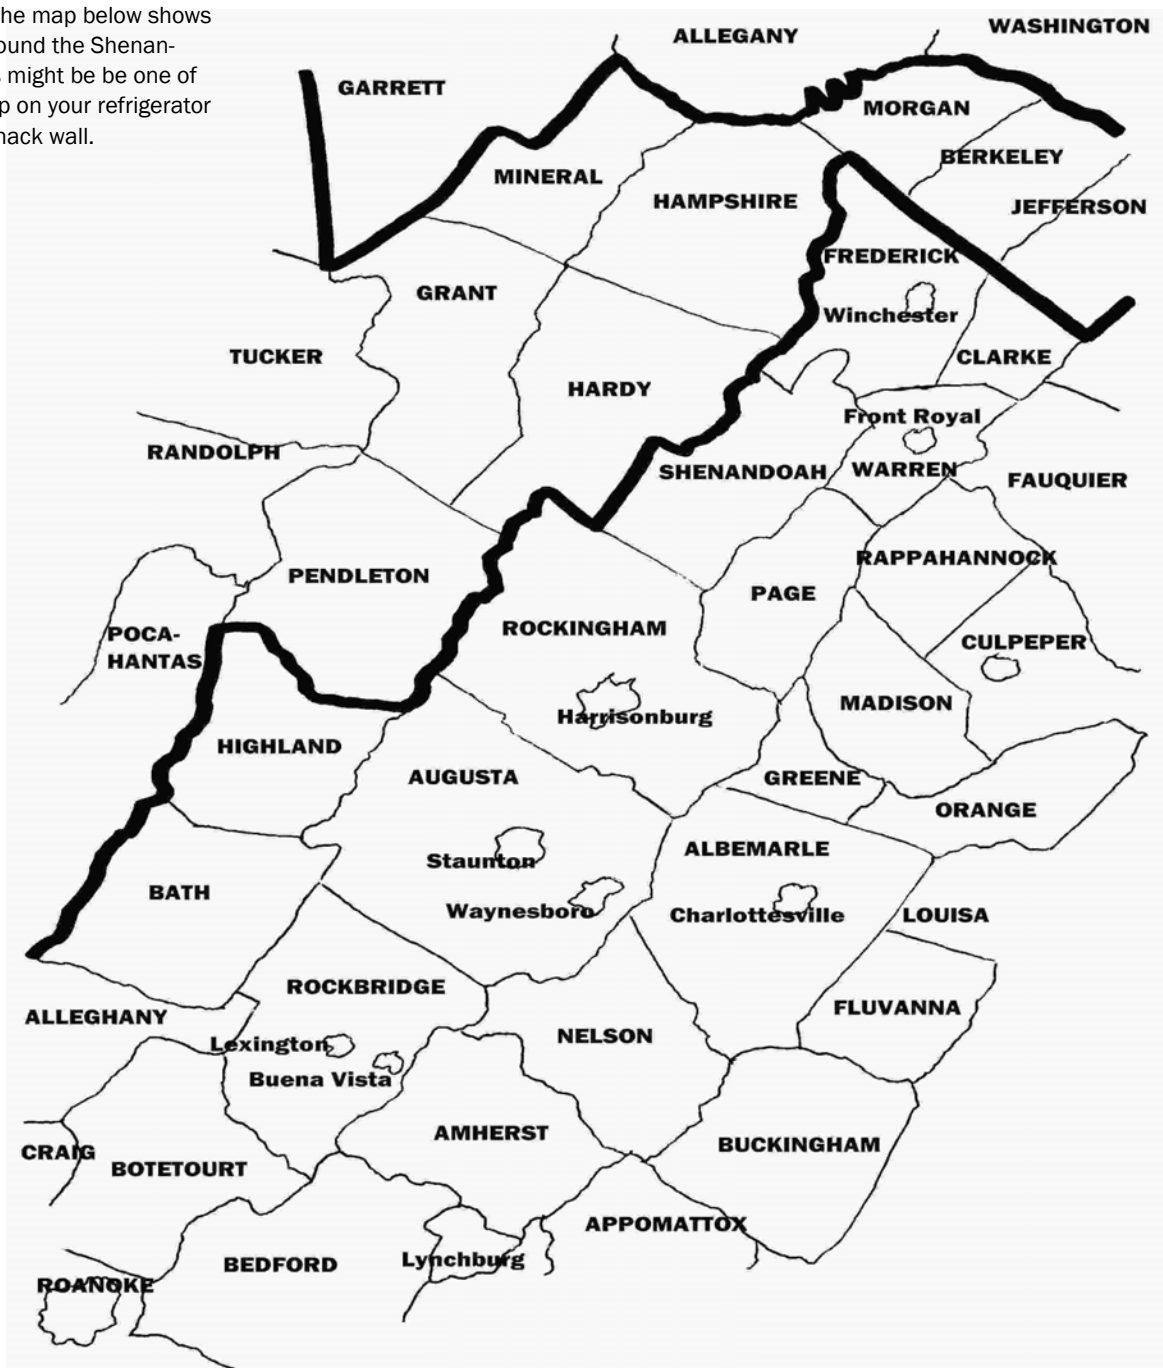 he map below shows
ound the Shenan-
might be be one of
p on your refrigerator
hack wall.
WASHINGTON
ALLEGANY
GARRETT
MORGAN
BERKELEY
MINERAL
HAMPSHIRE
JEFFERSON
FREDERICK
GRANT
Winchester
TUCKER
CLARKE
HARDY
Front Royal
RANDOLPH
SHENANDOAH
WARREN
FAUQUIER
RAPPAHANNOCK
PENDLETON
PAGE
ROCKINGHAM
POCA-
HANTAS
CULPEPER
MADISON
Harrisonburg
HIGHLAND
AUGUSTA
GREENE
ORANGE
ALBEMARLE
Staunton
BATH
Waynesboro
Charlottesville
LOUISA
ROCKBRIDGE
FLUVANNA
ALLEGHANY
NELSON
Lexington
Buena Vista
AMHERST
BUCKINGHAM
CRAIG
BOTETOURT
APPOMATTOX
Lynchburg
BEDFORD
ROANOKE